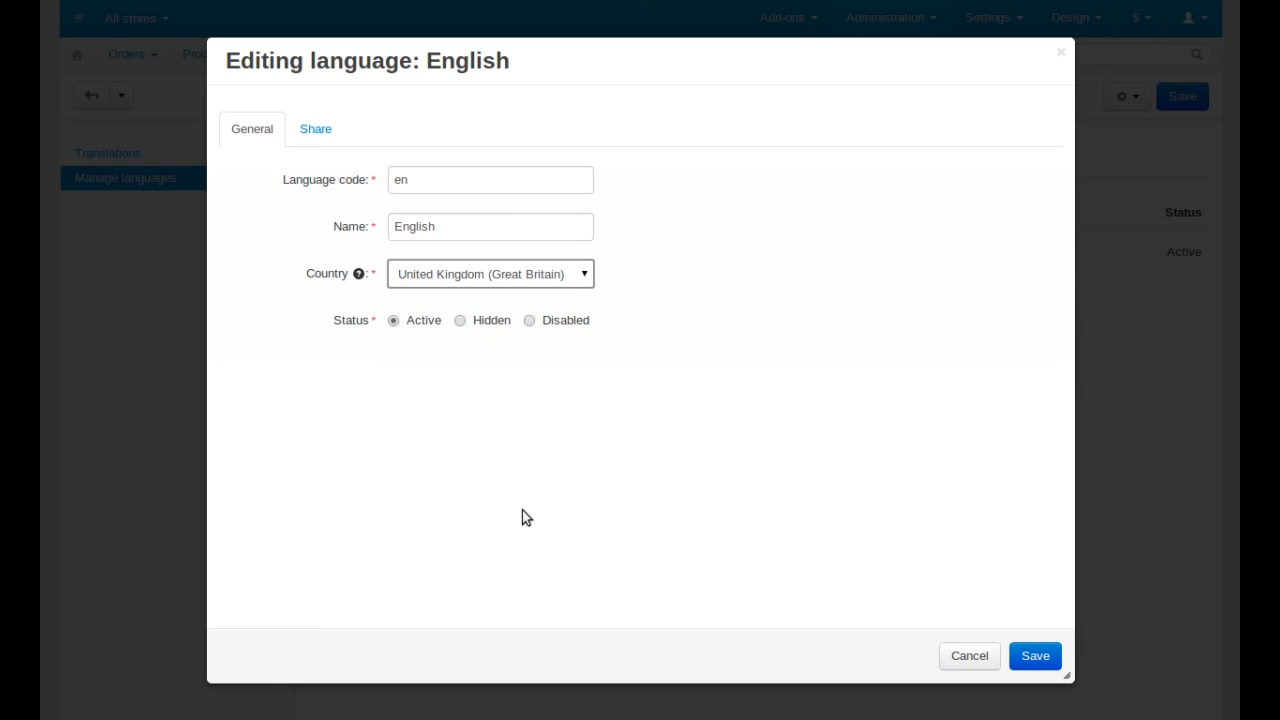 All stores
Add-ons
Administration
Settings
Design
$
Orders
Prod
Save
Translations
Manage languages
Status
Active
Editing language: English
×
General
Share
Language code: *
en
Name: *
English
Country ?: *
United Kingdom (Great Britain)
Status *
Active
Hidden
Disabled
Cancel
Save